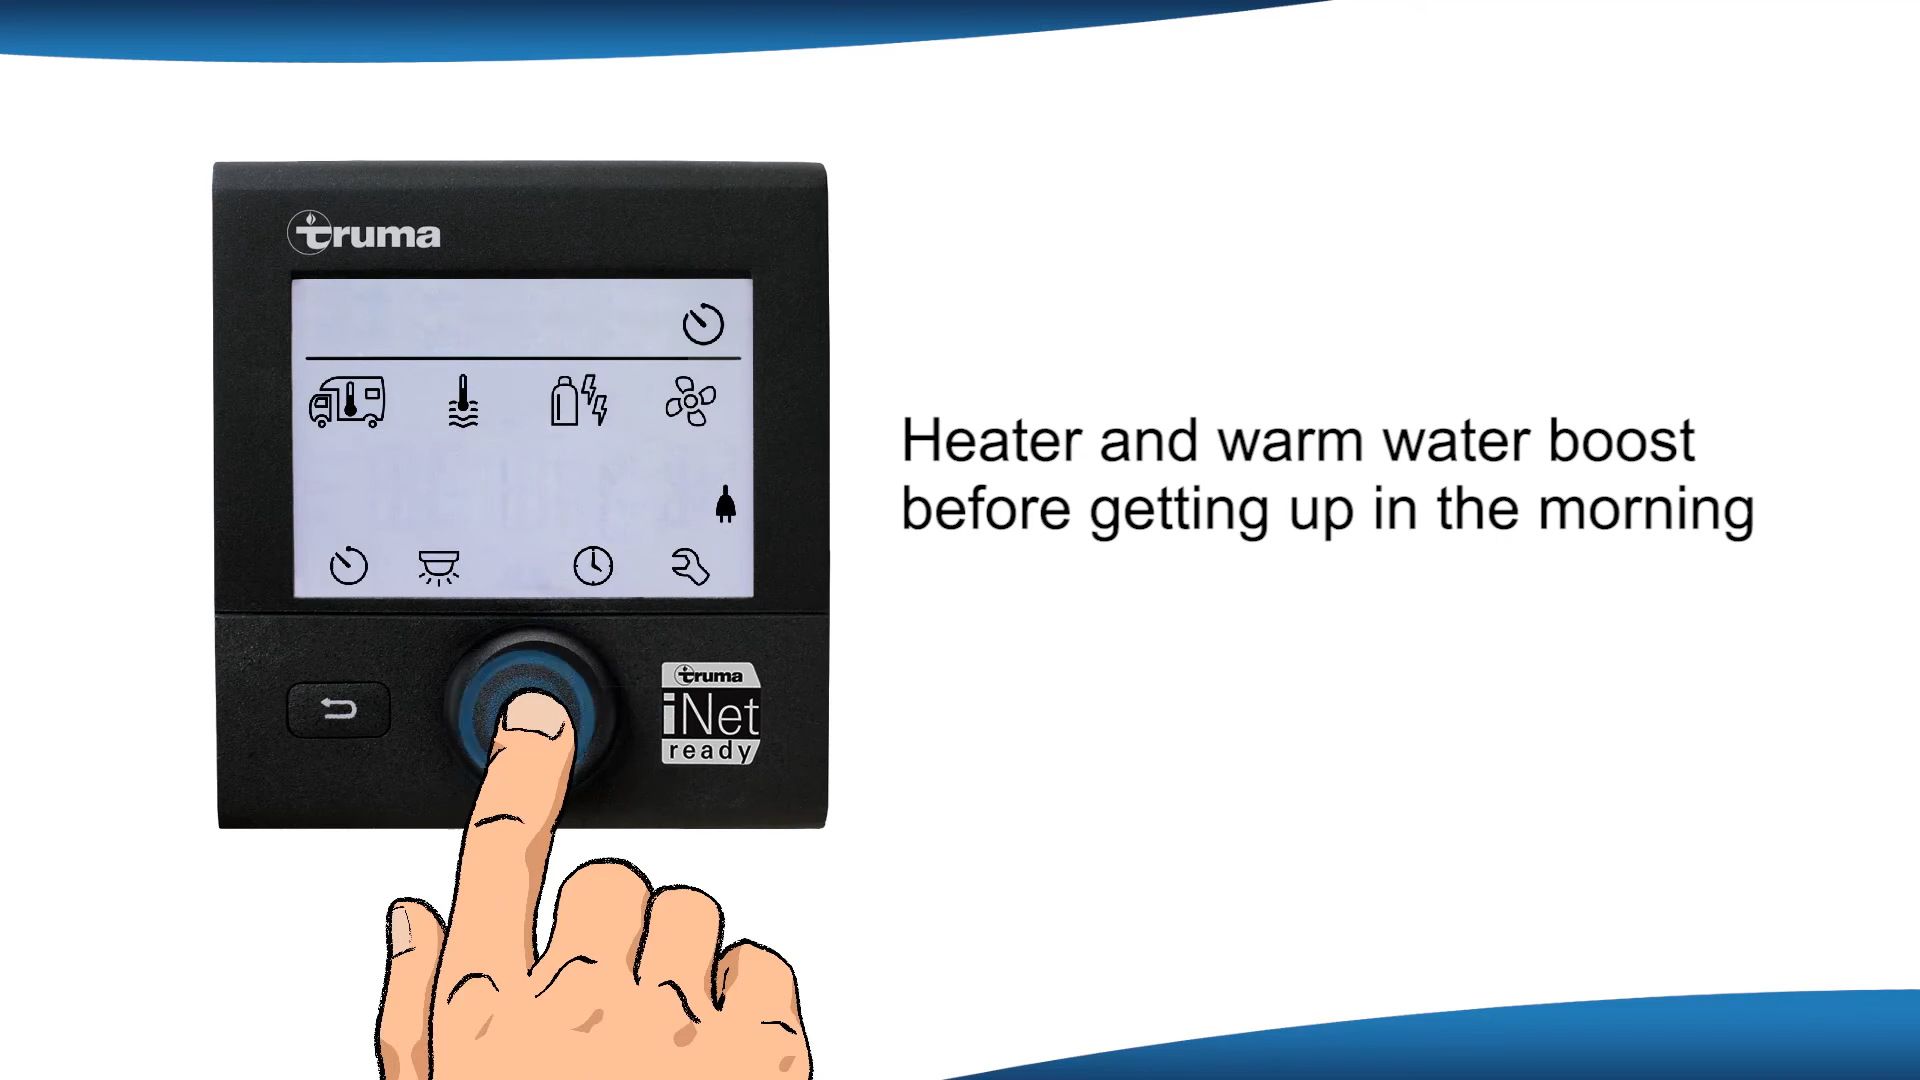 truma
Heater and warm water boost
before getting up in the morning
truma
iNet
ready